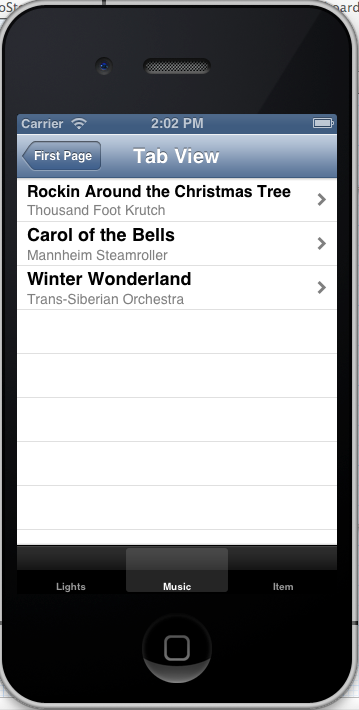 Carrier 2:02 PM
First Page Tab View
Rockin Around the Christmas Tree
Thousand Foot Krutch
Carol of the Bells
Mannheim Steamroller
Winter Wonderland
Trans-Siberian Orchestra
Lights Music Item